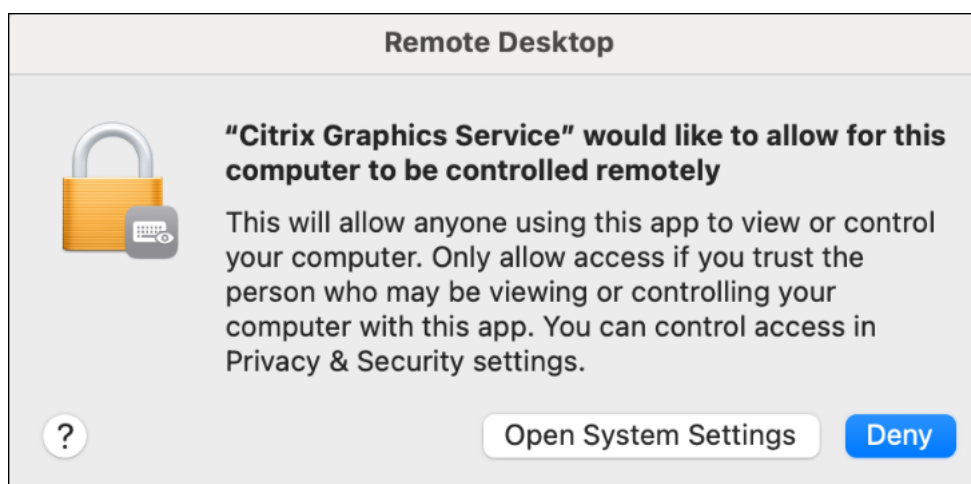 Remote Desktop
“Citrix Graphics Service” would like to allow for this
computer to be controlled remotely
This will allow anyone using this app to view or control
your computer. Only allow access if you trust the
person who may be viewing or controlling your
computer with this app. You can control access in
Privacy & Security settings.
?
Open System Settings
Deny